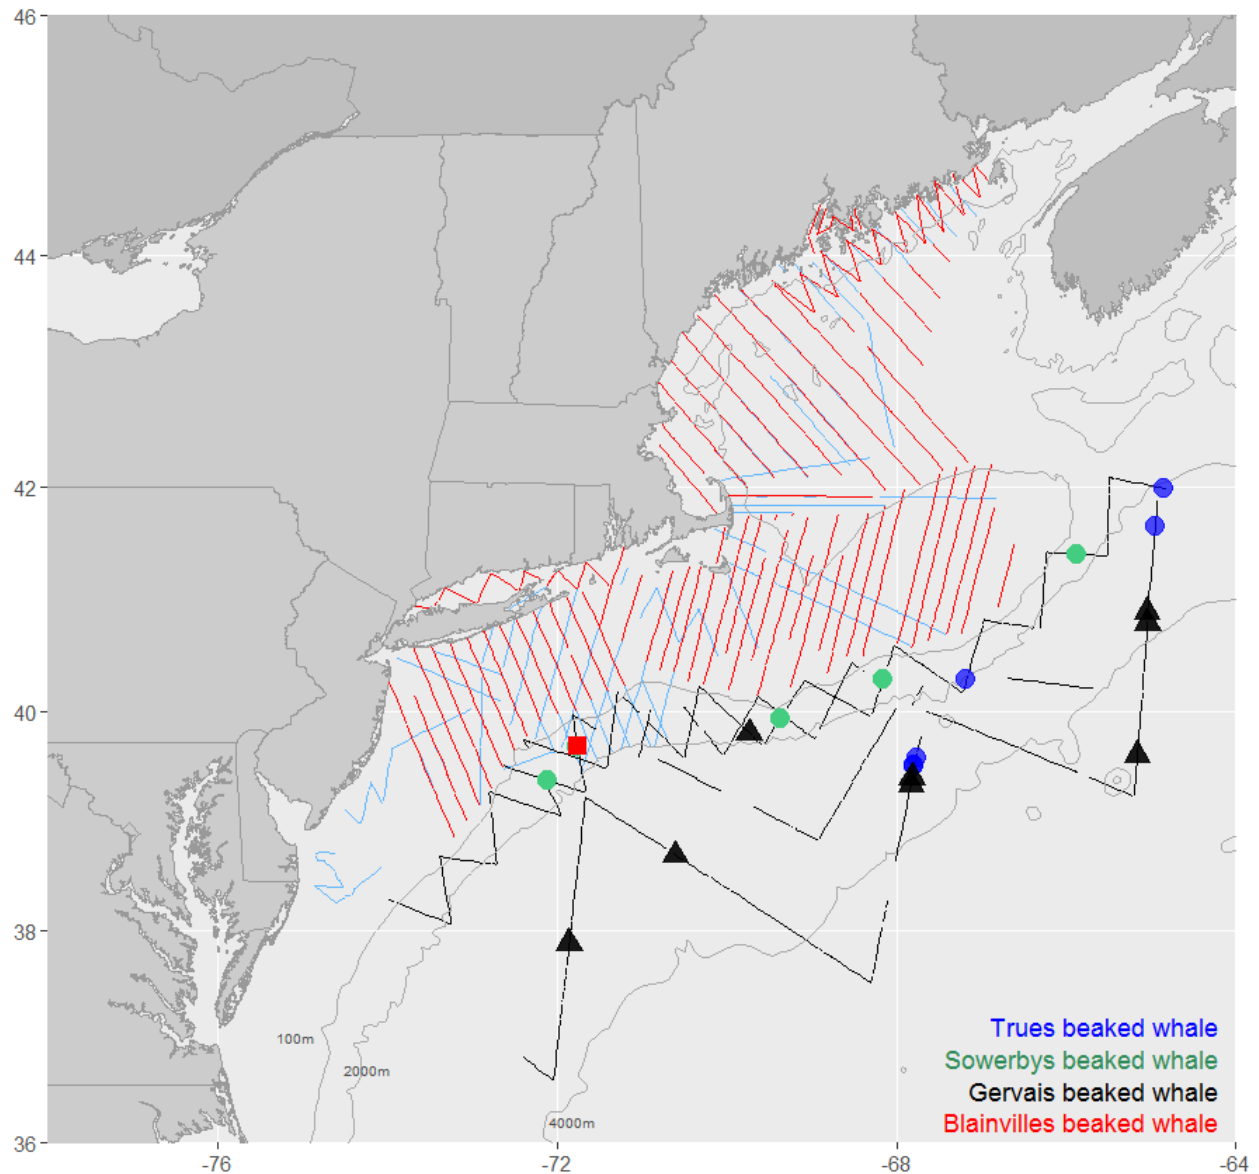 46
44
42
40
38
36
100m
2000m
4000m
Trues beaked whale
Sowerbys beaked whale
Gervais beaked whale
Blainvilles beaked whale
-76
-72
-68
-64